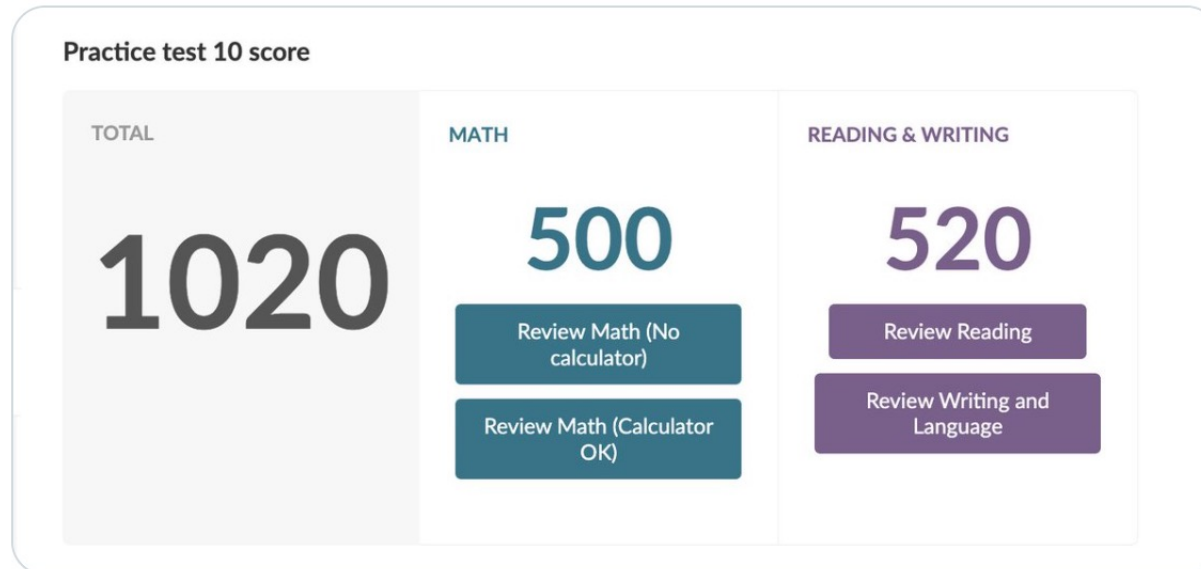 Practice test 10 score
TOTAL
1020
MATH
500
Review Math (No
calculator)
Review Math (Calculator
OK)
READING & WRITING
520
Review Reading
Review Writing and
Language